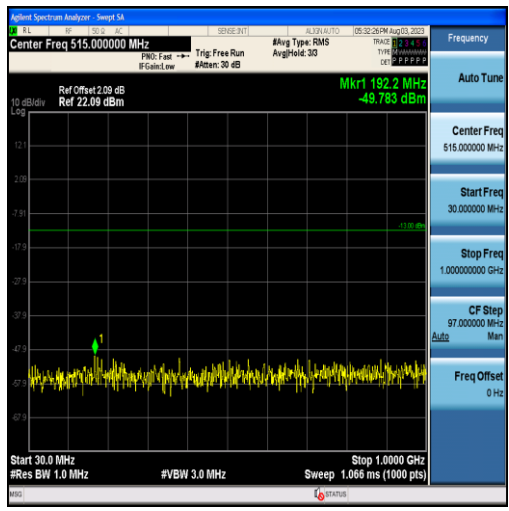 Agilent Spectrum Analyzer - Swept SA
RL RF 50 Ω AC SENSE:INT ALIGN AUTO 05:32:26 PM Aug 03, 2023
Center Freq 515.000000 MHz
PNO: Fast
IFGain:Low
Trig: Free Run
#Atten: 30 dB
#Avg Type: RMS
Avg|Hold: 3/3
TRACE 1 2 3 4 5 6
TYPE
DET P P P P P P
Mkr1 192.2 MHz
-49.783 dBm
Ref Offset 2.09 dB
10 dB/div Ref 22.09 dBm
Log
12.1
2.09
-7.91
-13.00 dBm
-17.9
-27.9
-37.9
-47.9
1
-57.9
-67.9
Start 30.0 MHz Stop 1.0000 GHz
#Res BW 1.0 MHz #VBW 3.0 MHz Sweep 1.066 ms (1000 pts)
MSG STATUS
Frequency
Auto Tune
Center Freq
515.000000 MHz
Start Freq
30.000000 MHz
Stop Freq
1.000000000 GHz
CF Step
97.000000 MHz
Auto Man
Freq Offset
0 Hz